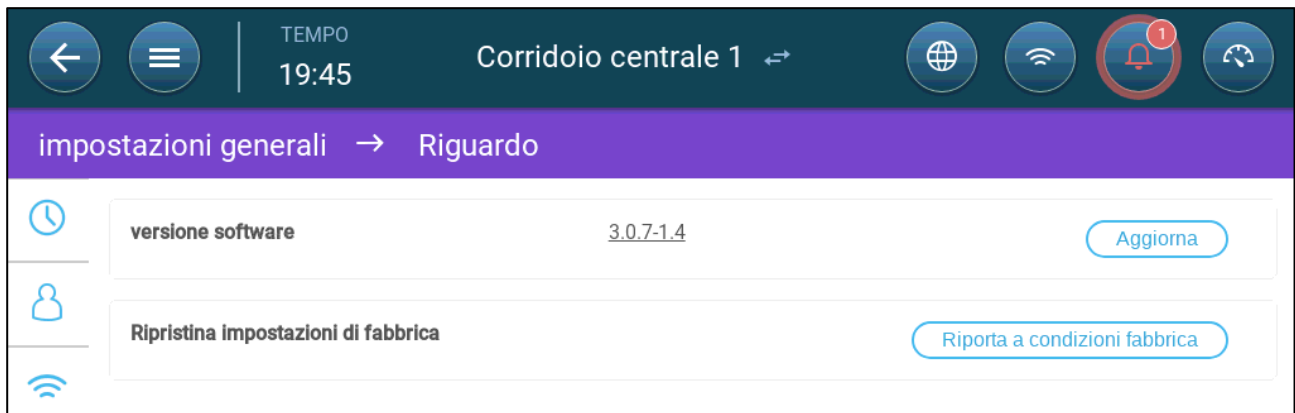 TEMPO
19:45
Corridoio centrale 1
1
impostazioni generali → Riguardo
versione software 3.0.7-1.4 Aggiorna
Ripristina impostazioni di fabbrica Riporta a condizioni fabbrica